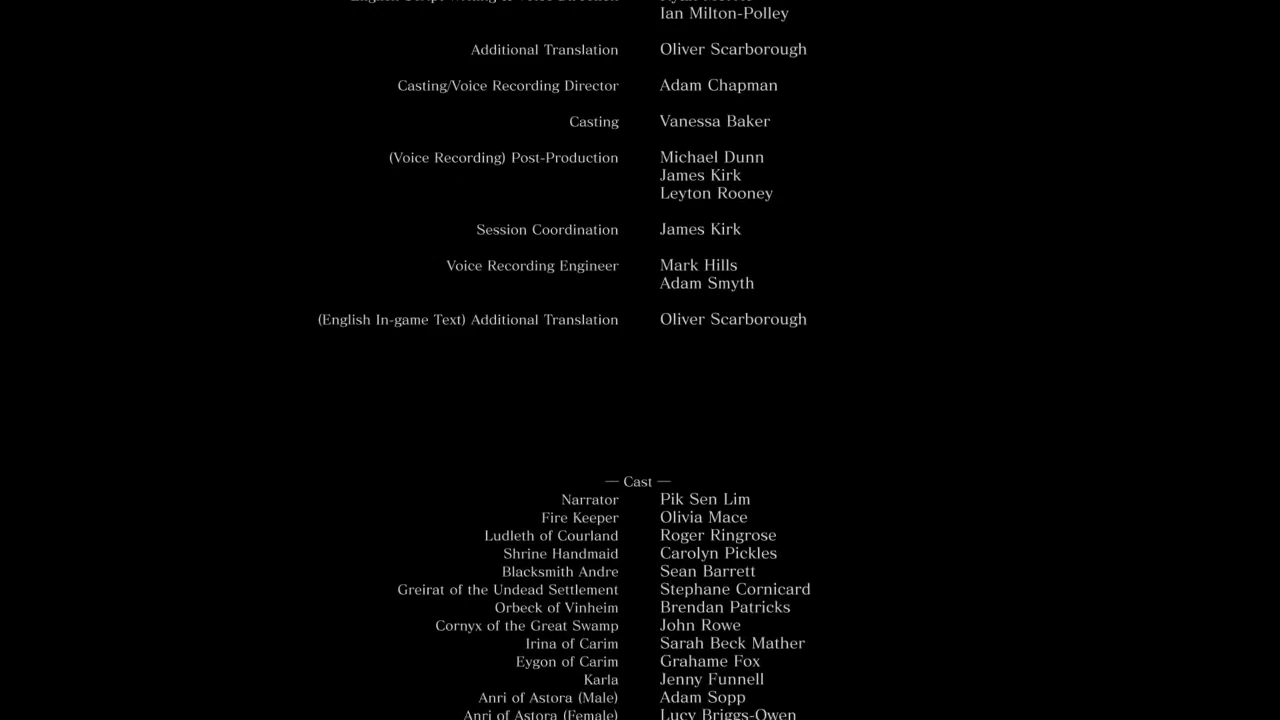 Ian Milton-Polley
Additional Translation Oliver Scarborough
Casting/Voice Recording Director Adam Chapman
Casting Vanessa Baker
(Voice Recording) Post-Production Michael Dunn
James Kirk
Leyton Rooney
Session Coordination James Kirk
Voice Recording Engineer Mark Hills
Adam Smyth
(English In-game Text) Additional Translation Oliver Scarborough
— Cast —
Narrator Pik Sen Lim
Fire Keeper Olivia Mace
Ludleth of Courland Roger Ringrose
Shrine Handmaid Carolyn Pickles
Blacksmith Andre Sean Barrett
Greirat of the Undead Settlement Stephane Cornicard
Orbeck of Vinheim Brendan Patricks
Cornyx of the Great Swamp John Rowe
Irina of Carim Sarah Beck Mather
Eygon of Carim Grahame Fox
Karla Jenny Funnell
Anri of Astora (Male) Adam Sopp
Anri of Astora (Female) Lucy Briggs-Owen